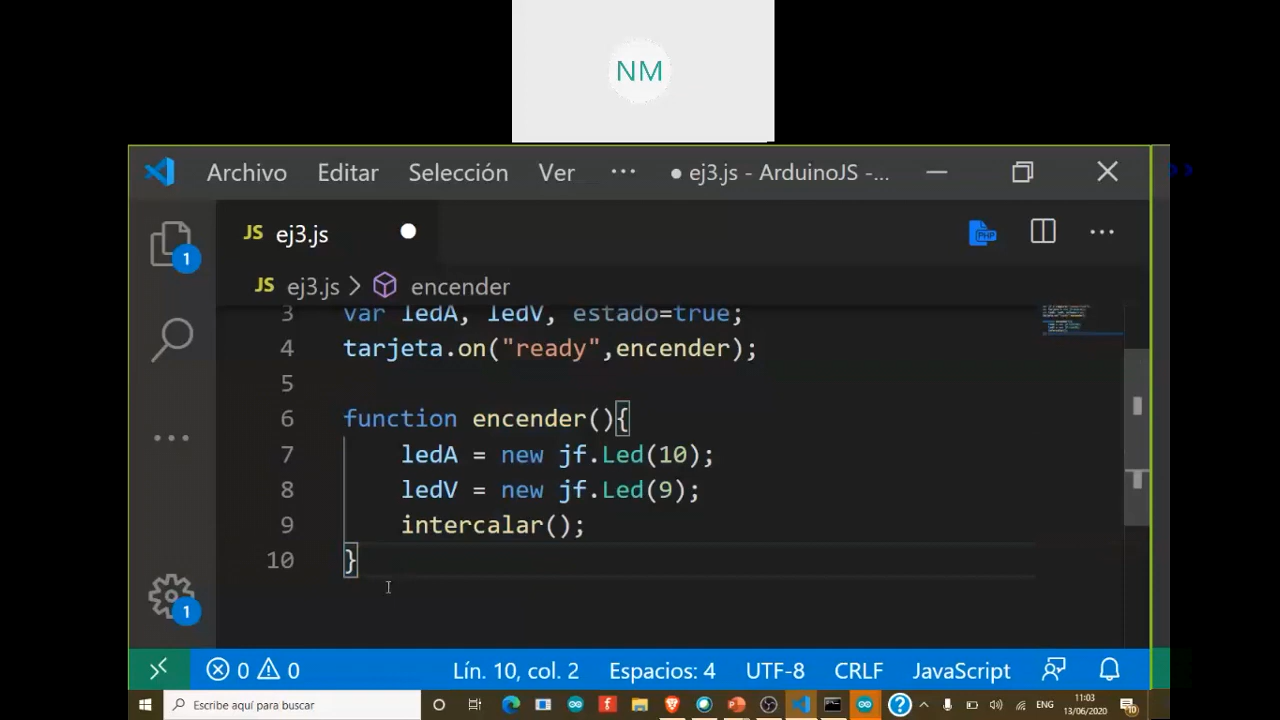 NM
Archivo Editar Selección Ver ··· ● ej3.js - ArduinoJS -...
JS ej3.js
PHP
JS ej3.js > encender
1
3 var ledA, ledV, estado=true;
4 tarjeta.on("ready",encender);
5
6 function encender(){
7 ledA = new jf.Led(10);
8 ledV = new jf.Led(9);
9 intercalar();
10 }
1
0 0 Lín. 10, col. 2 Espacios: 4 UTF-8 CRLF JavaScript
Escribe aquí para buscar
ENG
11:03
13/06/2020
10